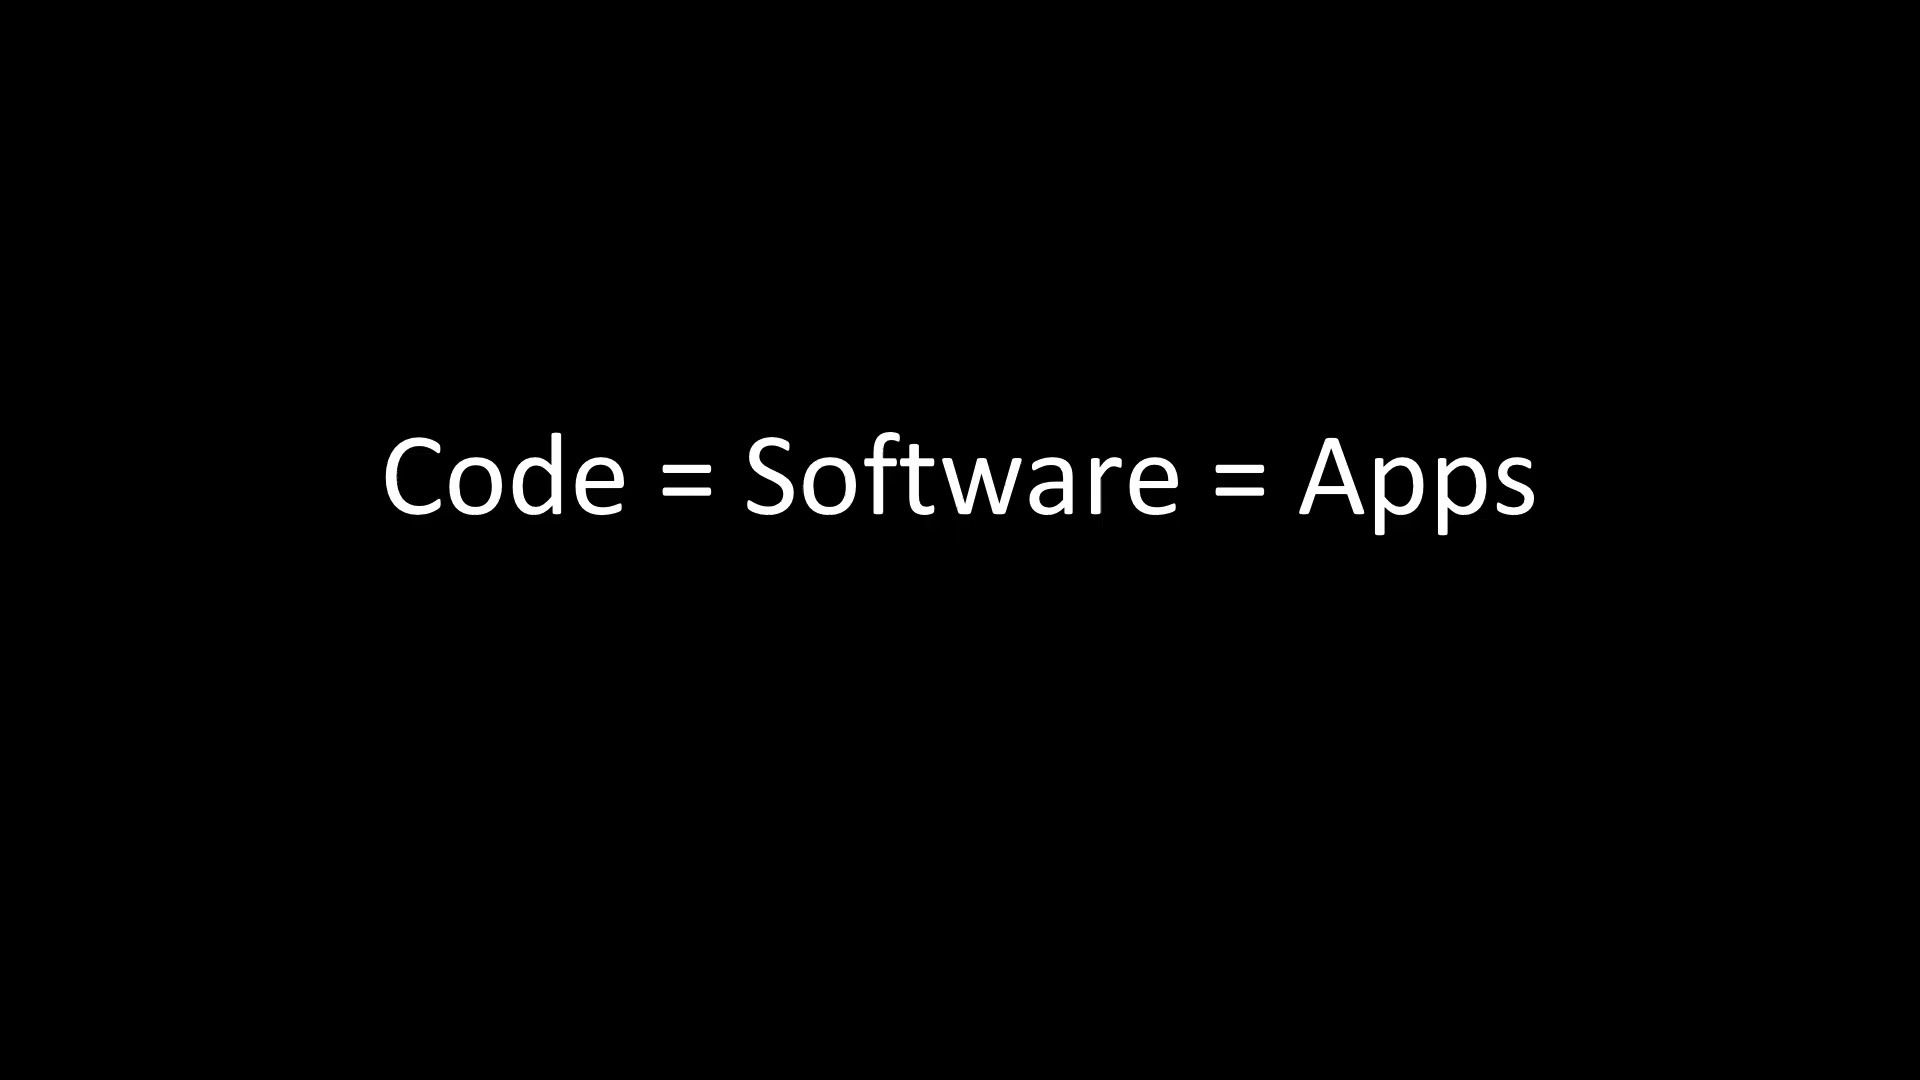 Code = Software = Apps